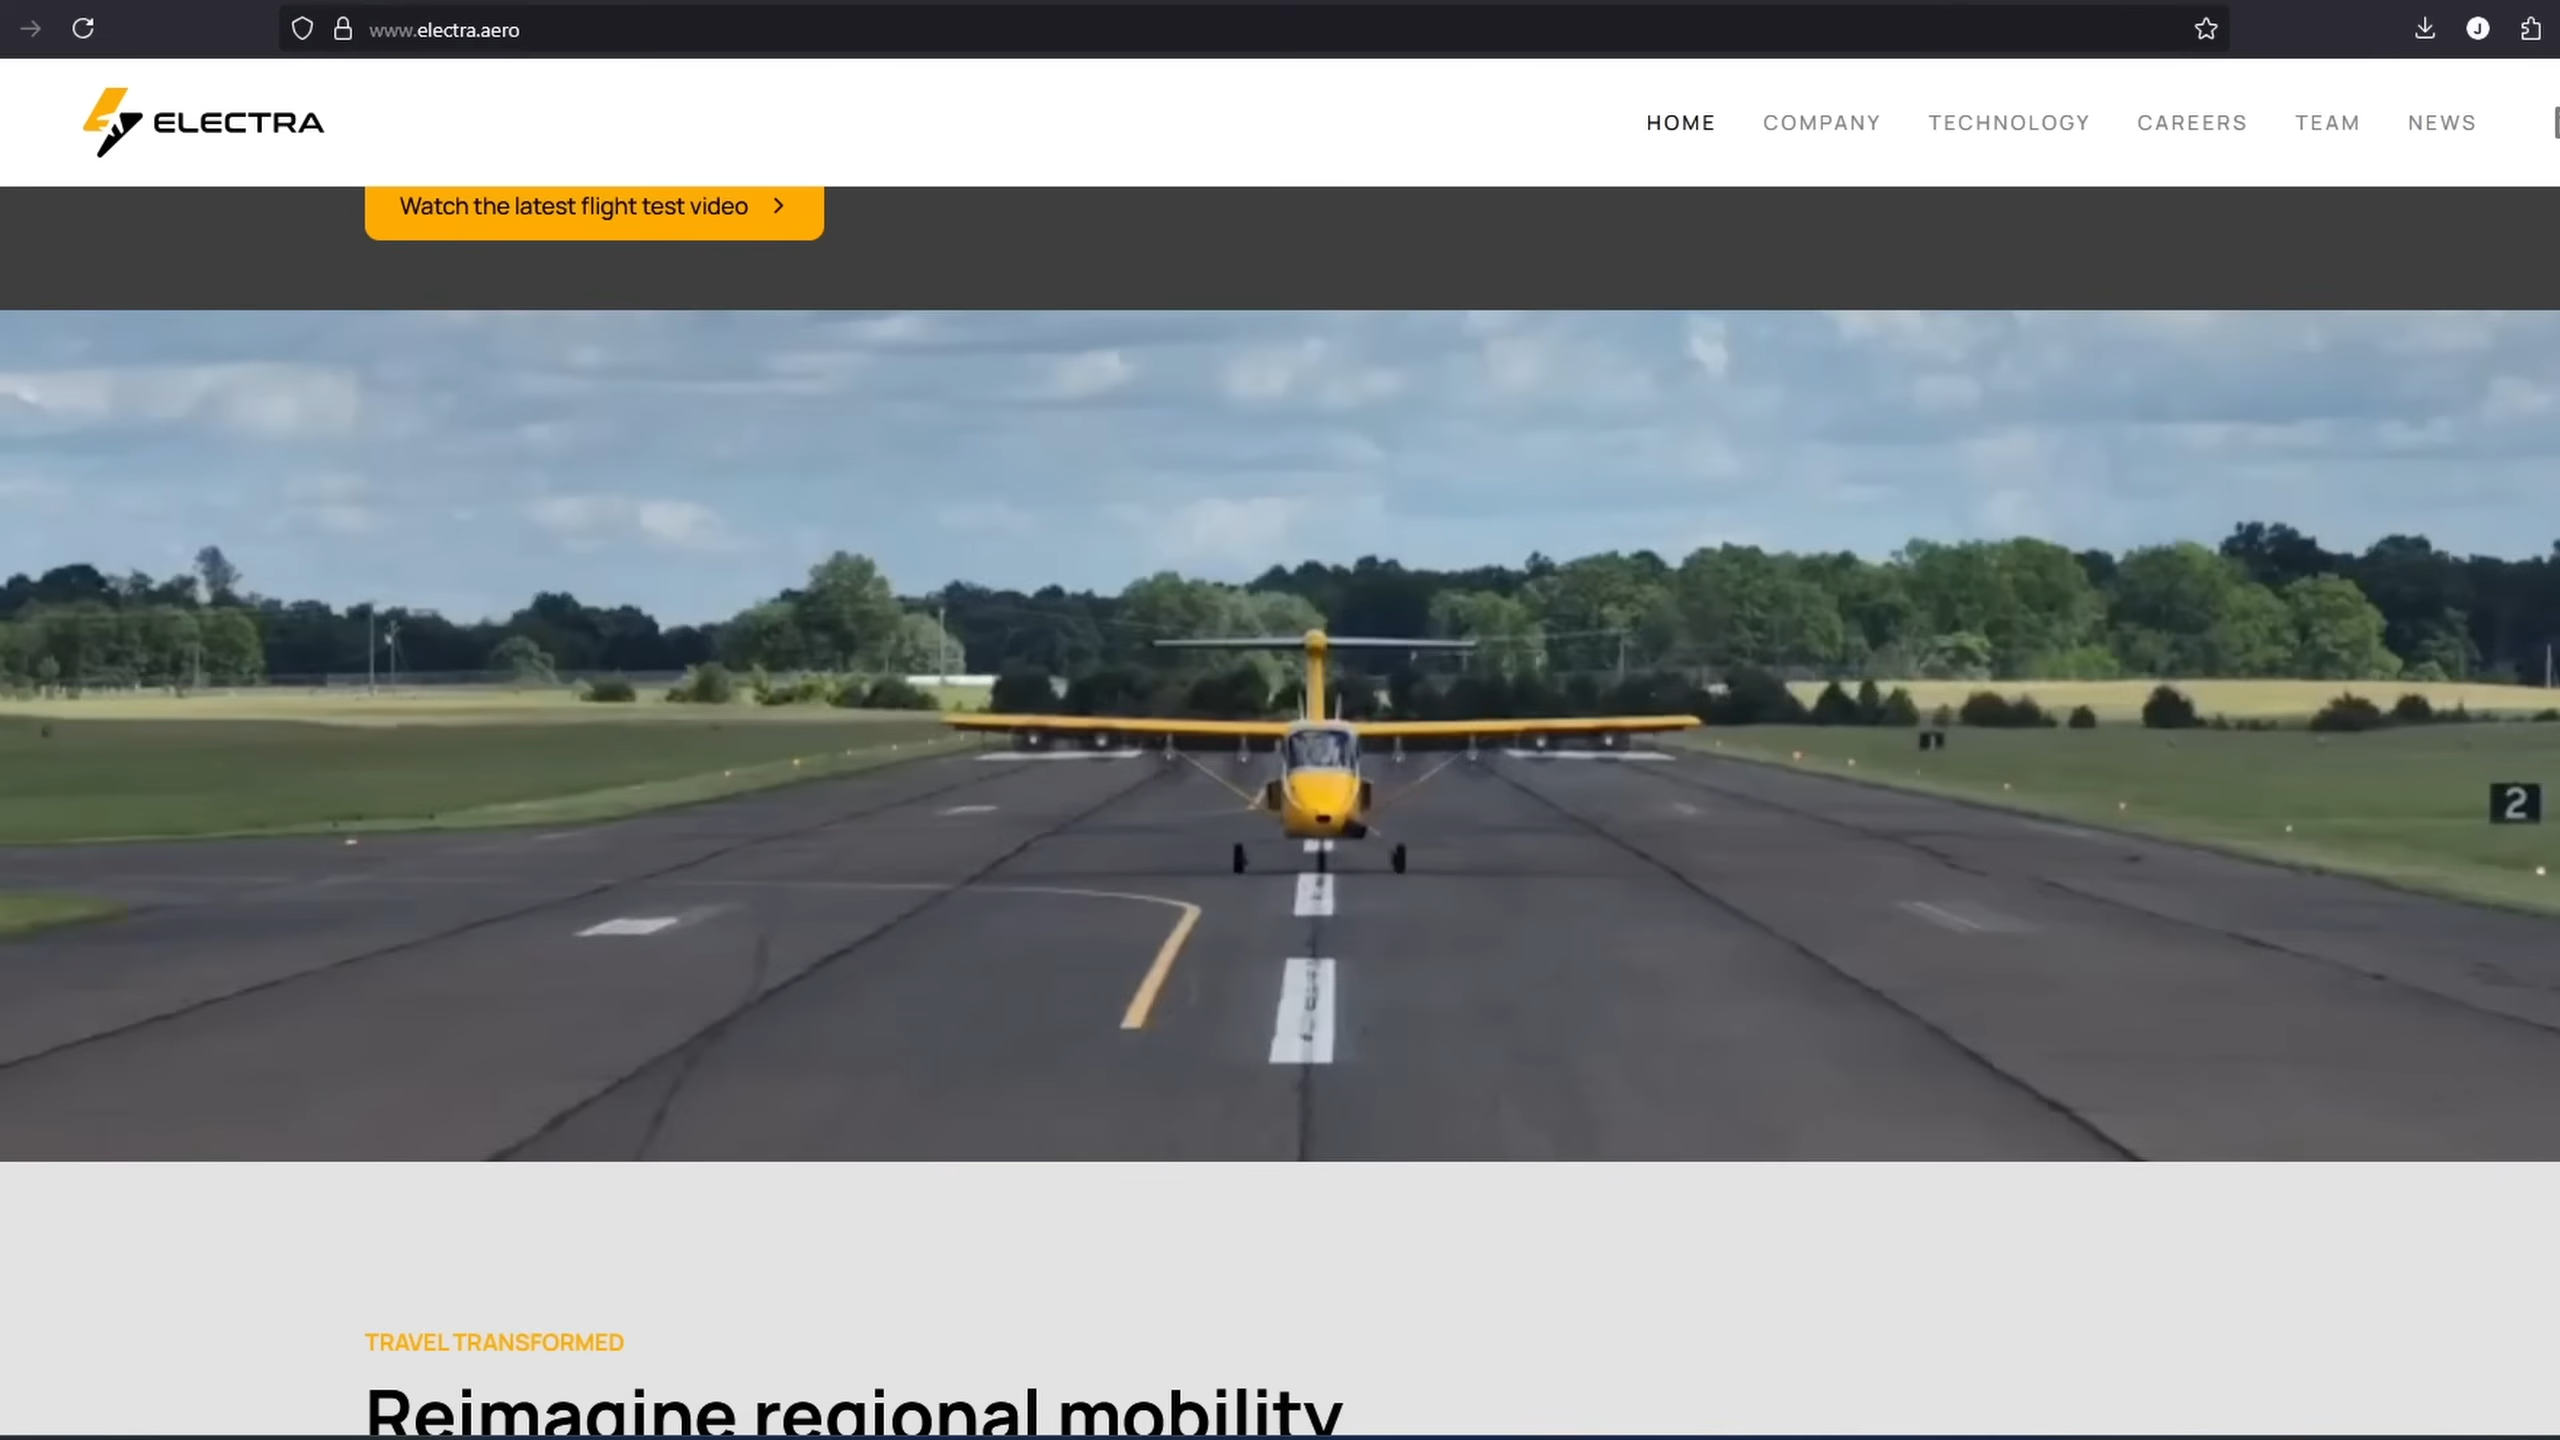 www.electra.aero
J
ELECTRA
HOME COMPANY TECHNOLOGY CAREERS TEAM NEWS
Watch the latest flight test video
2
TRAVEL TRANSFORMED
Reimagine regional mobility